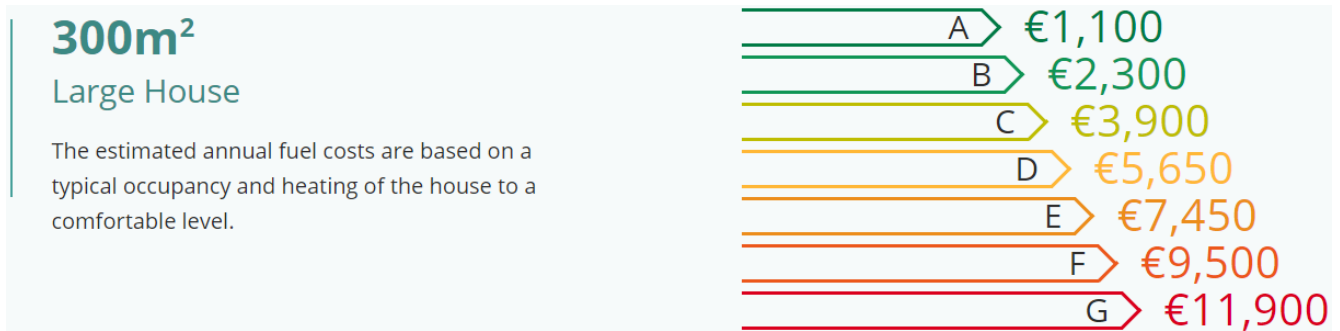 300m²
Large House
The estimated annual fuel costs are based on a
typical occupancy and heating of the house to a
comfortable level.
A €1,100
B €2,300
C €3,900
D €5,650
E €7,450
F €9,500
G €11,900